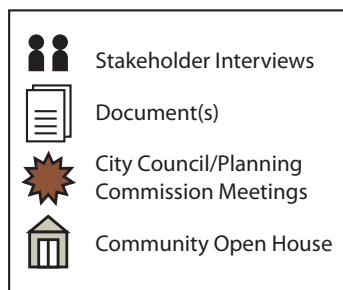 Stakeholder Interviews
Document(s)
City Council/Planning
Commission Meetings
Community Open House